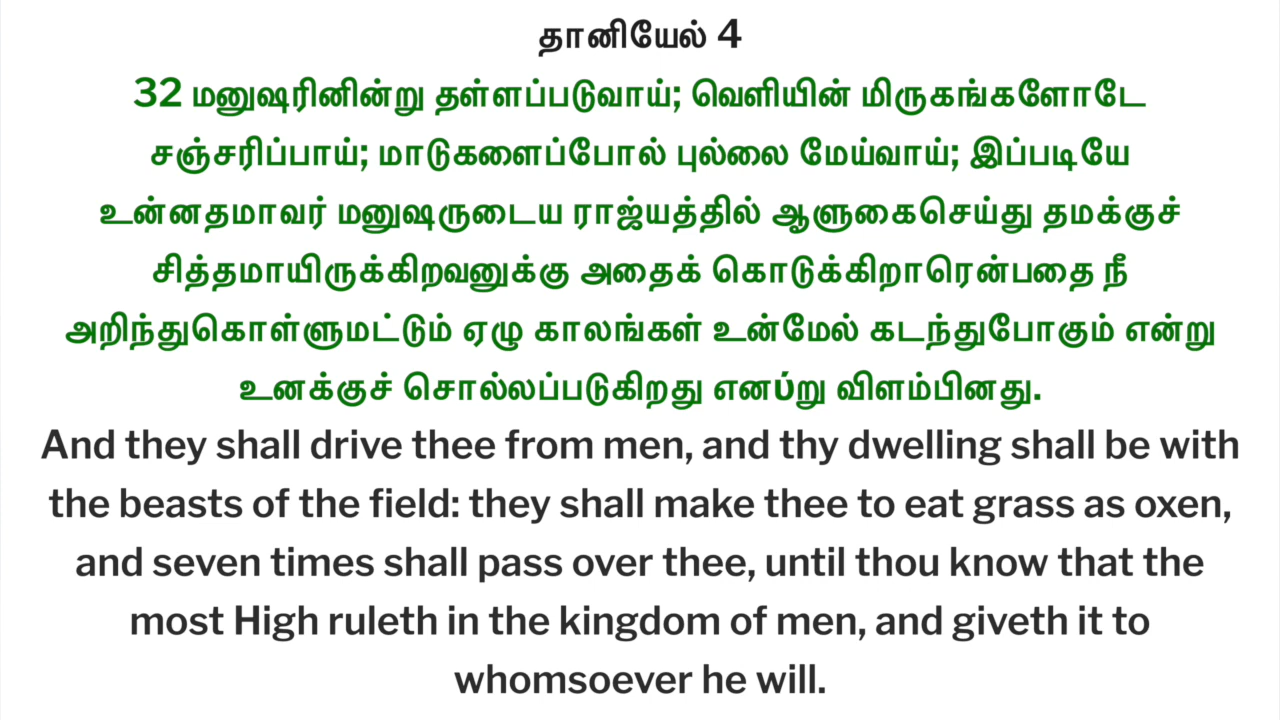 தானியேல் 4
32 மனுஷரினின்று தள்ளப்படுவாய்; வெளியின் மிருகங்களோடே
சஞ்சரிப்பாய்; மாடுகளைப்போல் புல்லை மேய்வாய்; இப்படியே
உன்னதமாவர் மனுஷருடைய ராஜ்யத்தில் ஆளுகைசெய்து தமக்குச்
சித்தமாயிருக்கிறவனுக்கு அதைக் கொடுக்கிறாரென்பதை நீ
அறிந்துகொள்ளுமட்டும் ஏழு காலங்கள் உன்மேல் கடந்துபோகும் என்று
உனக்குச் சொல்லப்படுகிறது விளம்பினது.
And they shall drive thee from men, and thy dwelling shall be with
the beasts of the field: they shall make thee to eat grass as oxen,
and seven times shall pass over thee, until thou know that the
most High ruleth in the kingdom of men, and giveth it to
whomsoever he will.